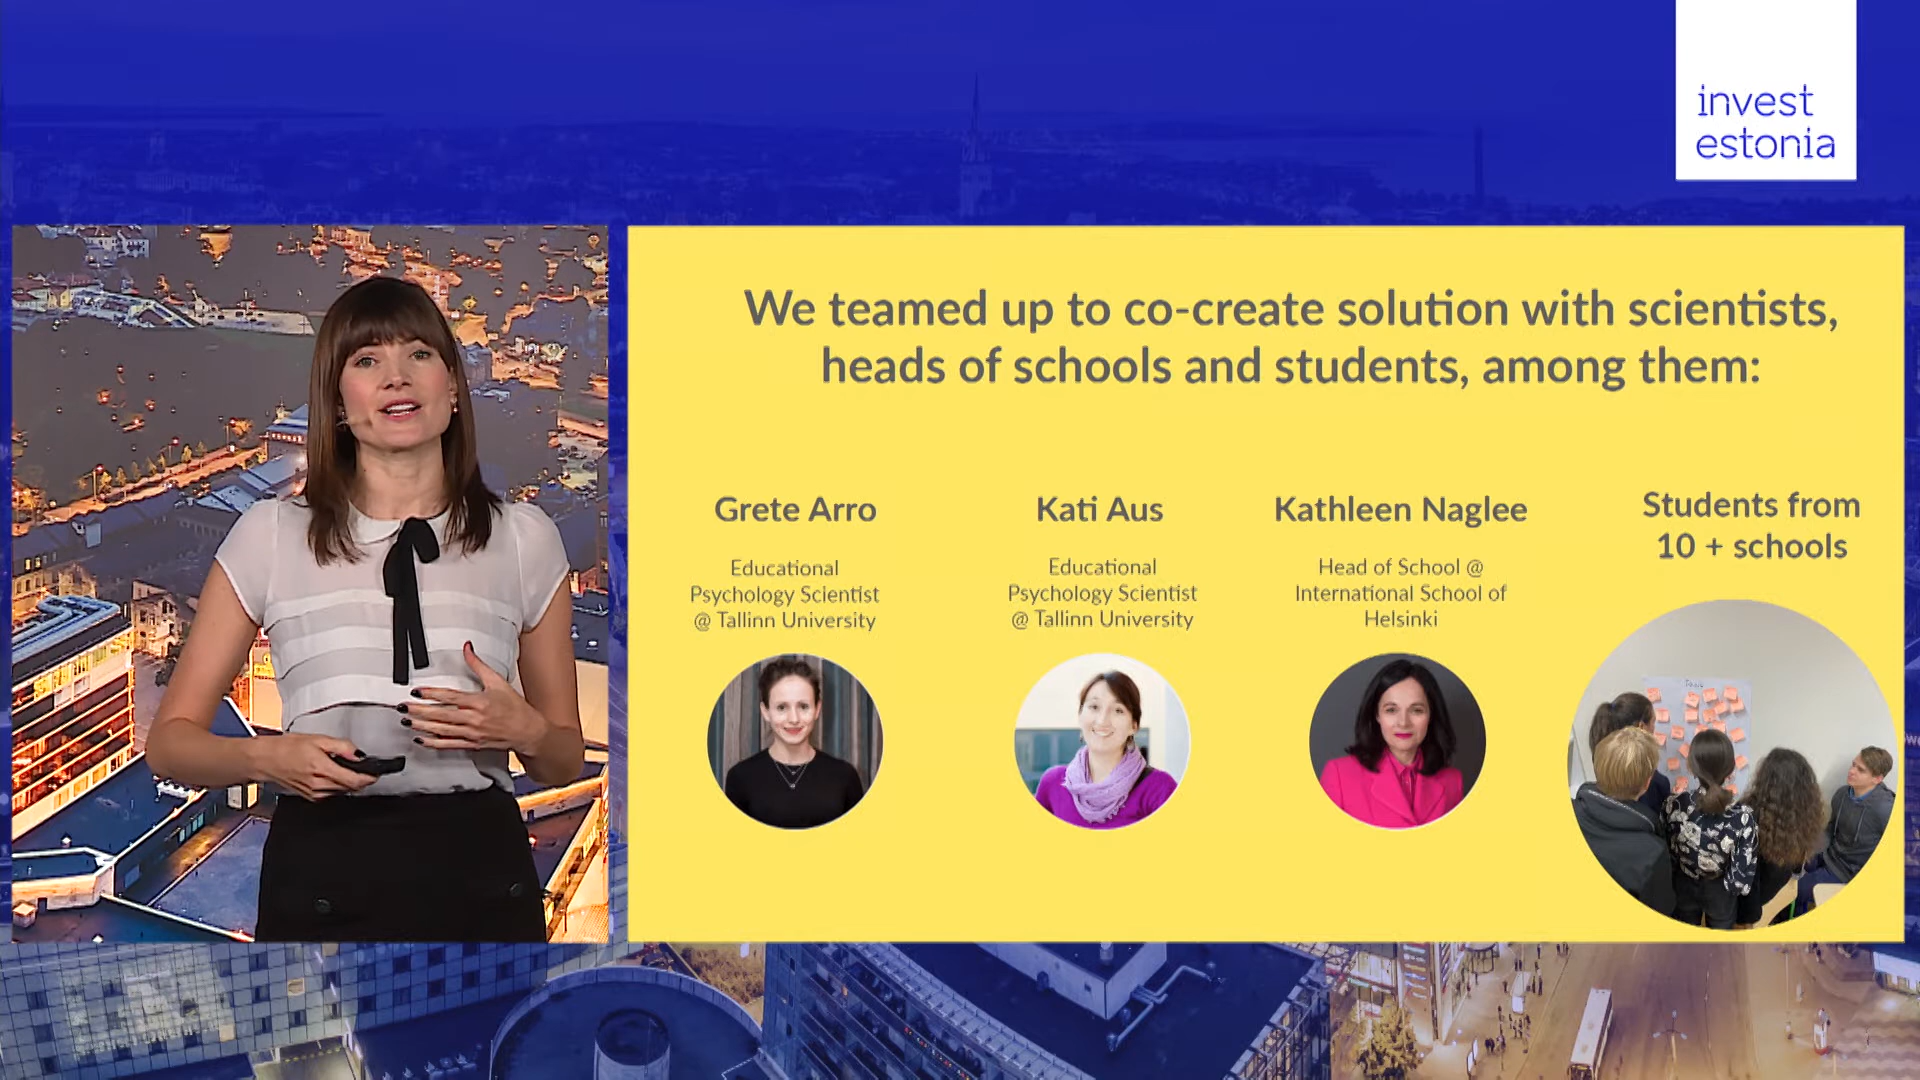 invest
estonia
We teamed up to co-create solution with scientists,
heads of schools and students, among them:
Grete Arro
Educational
Psychology Scientist
@ Tallinn University
Kati Aus
Educational
Psychology Scientist
@ Tallinn University
Kathleen Naglee
Head of School @
International School of
Helsinki
Students from
10 + schools